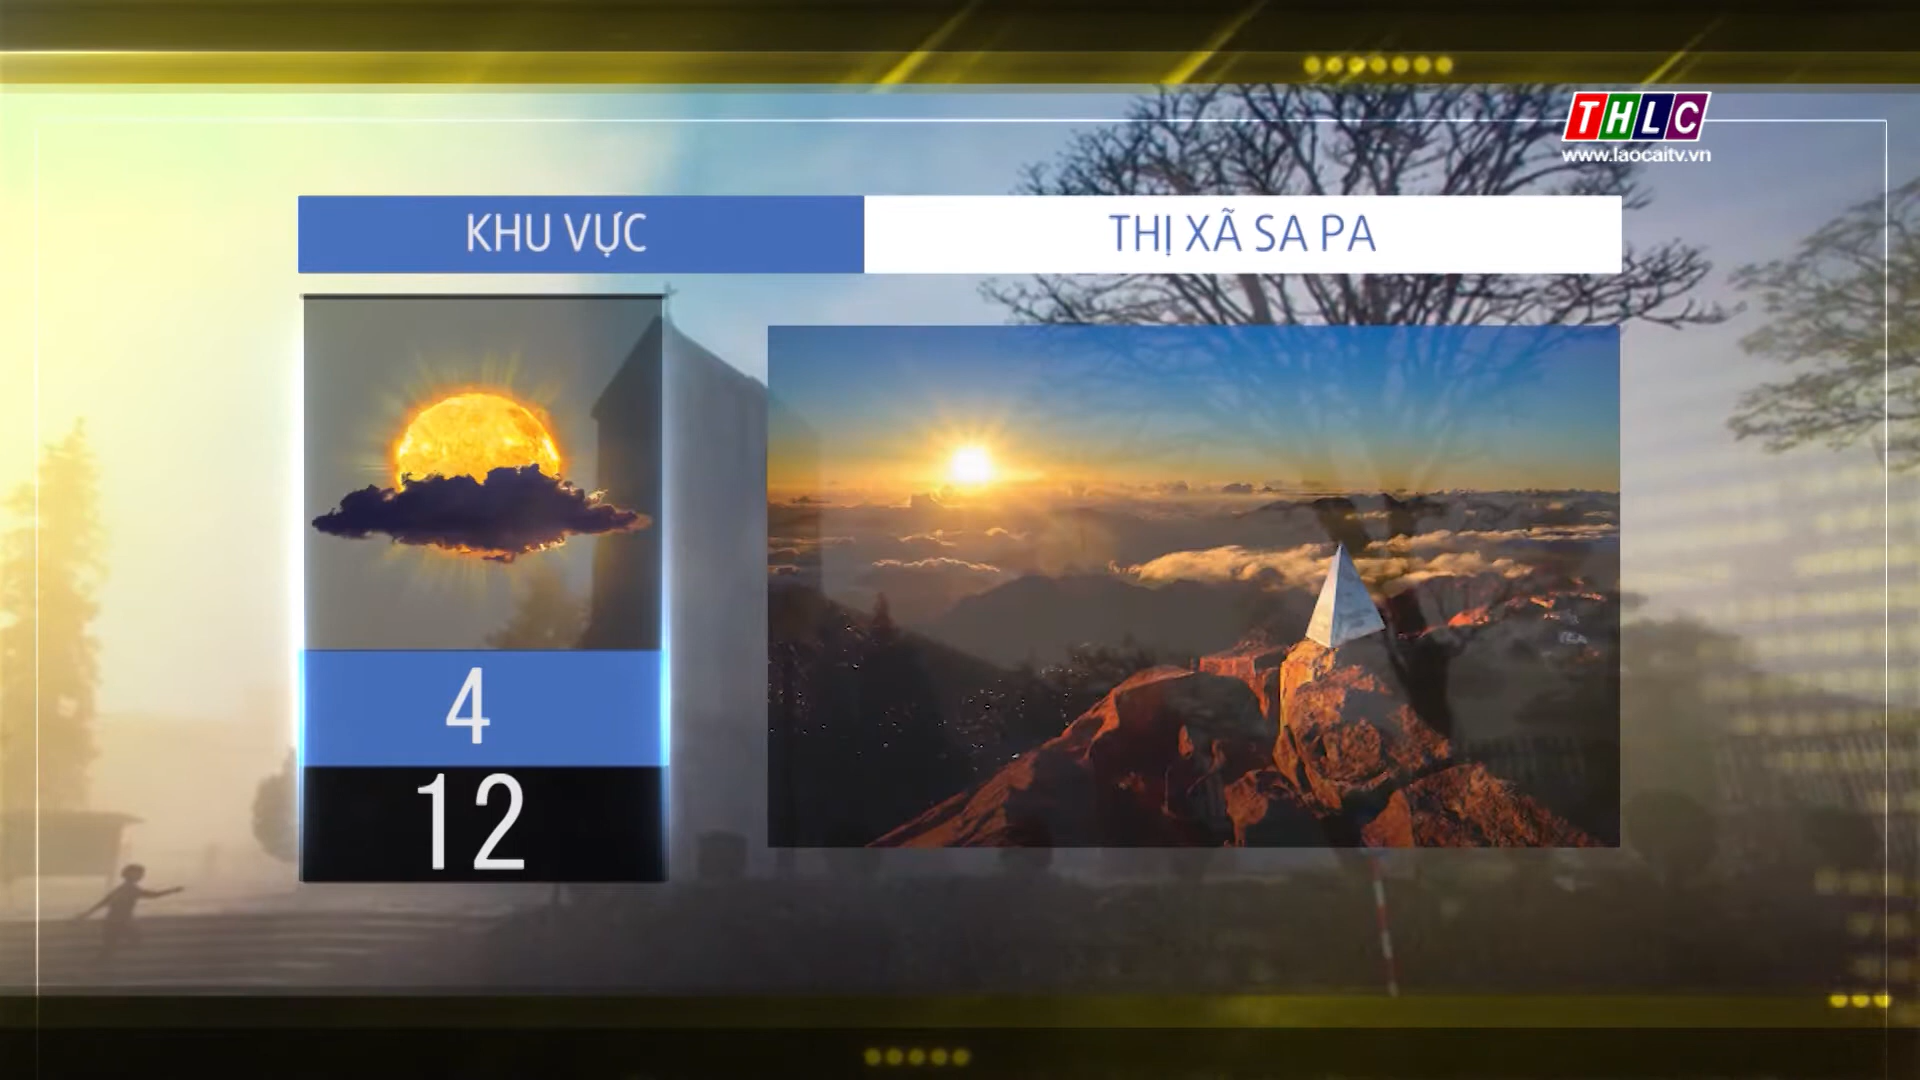 THLC
www.laocaitv.vn
KHU VỰC
THỊ XÃ SA PA
4
12